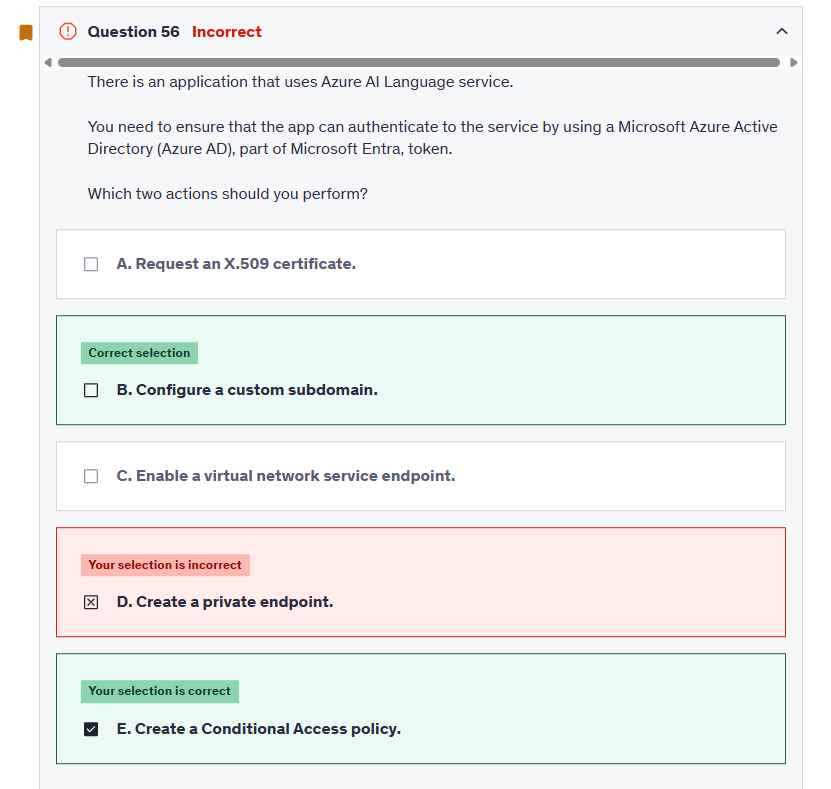 Question 56 Incorrect
There is an application that uses Azure AI Language service.
You need to ensure that the app can authenticate to the service by using a Microsoft Azure Active
Directory (Azure AD), part of Microsoft Entra, token.
Which two actions should you perform?
A. Request an X.509 certificate.
Correct selection
B. Configure a custom subdomain.
C. Enable a virtual network service endpoint.
Your selection is incorrect
D. Create a private endpoint.
Your selection is correct
E. Create a Conditional Access policy.